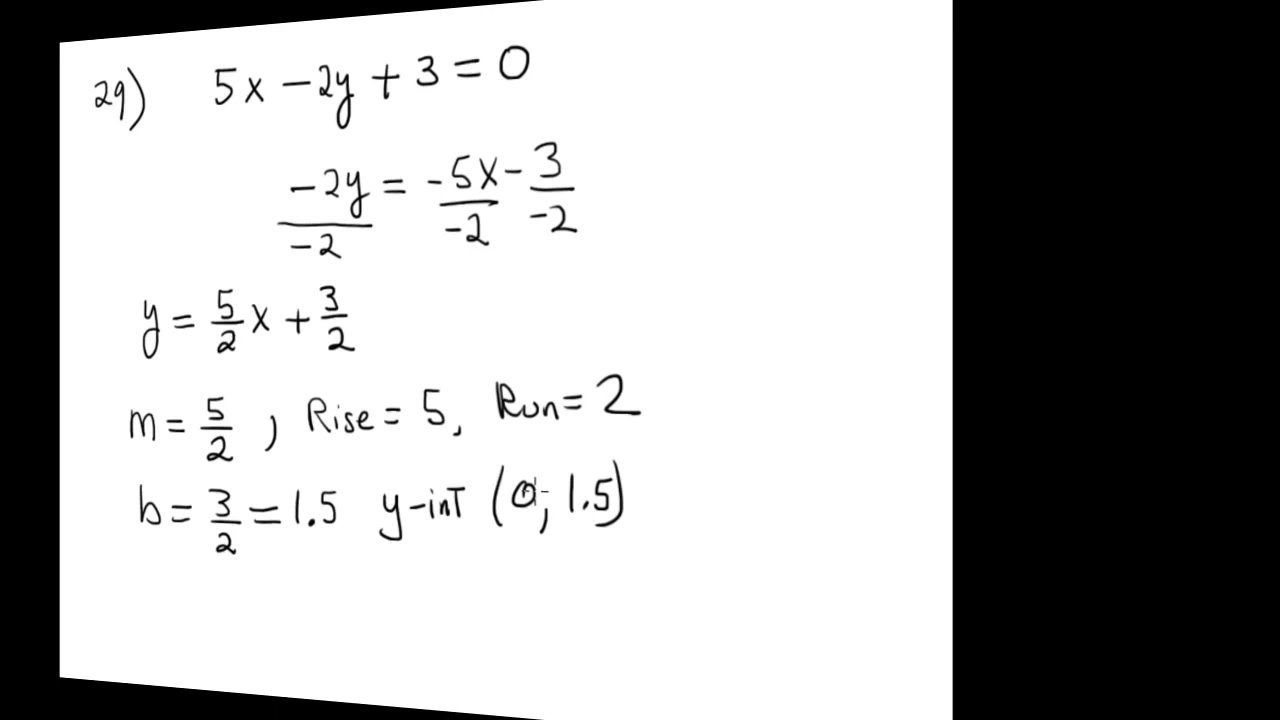 29) 5x - 2y + 3 = 0
-2y/-2 = -5x/-2 - 3/-2
y = 5/2 x + 3/2
m = 5/2 , Rise = 5, Run = 2
b = 3/2 = 1.5 y-inT (0, 1.5)